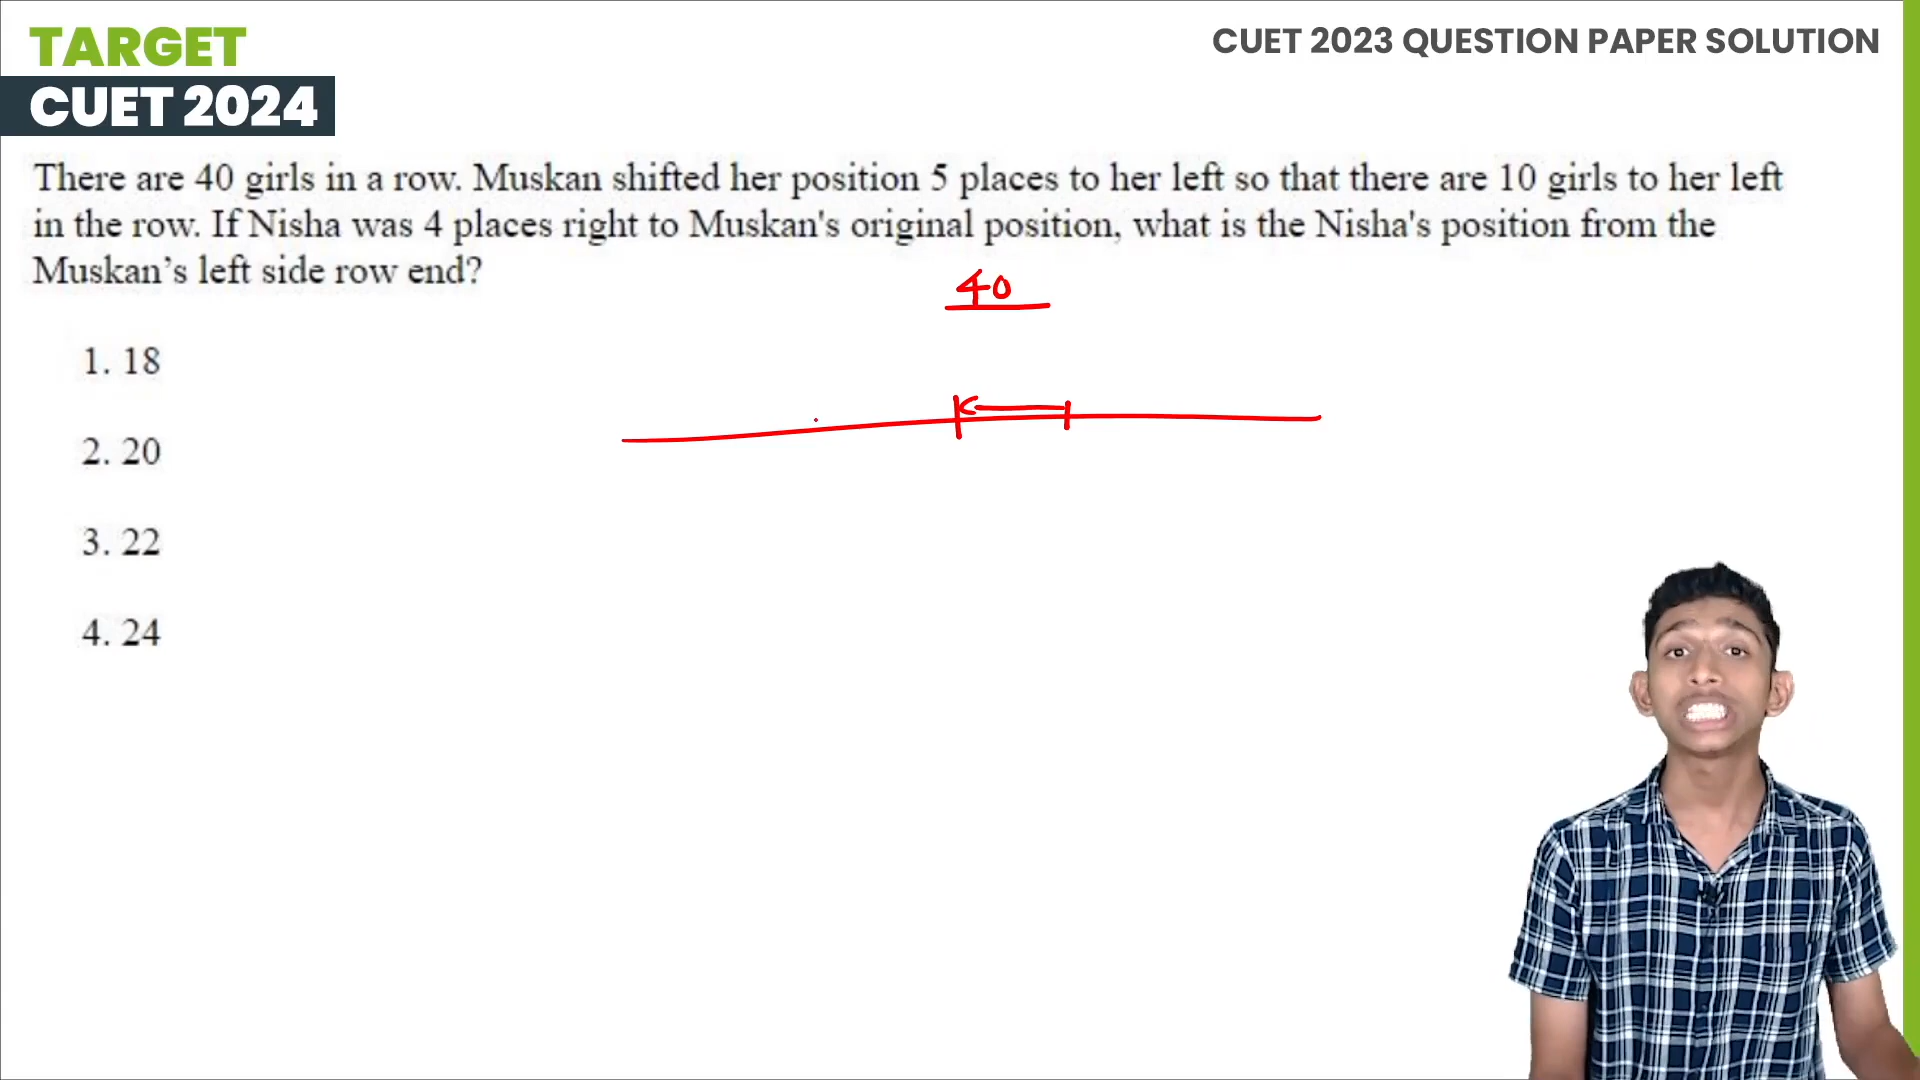 TARGET
CUET 2024
CUET 2023 QUESTION PAPER SOLUTION
There are 40 girls in a row. Muskan shifted her position 5 places to her left so that there are 10 girls to her left
in the row. If Nisha was 4 places right to Muskan's original position, what is the Nisha's position from the
Muskan’s left side row end?
40
1. 18
2. 20
3. 22
4. 24